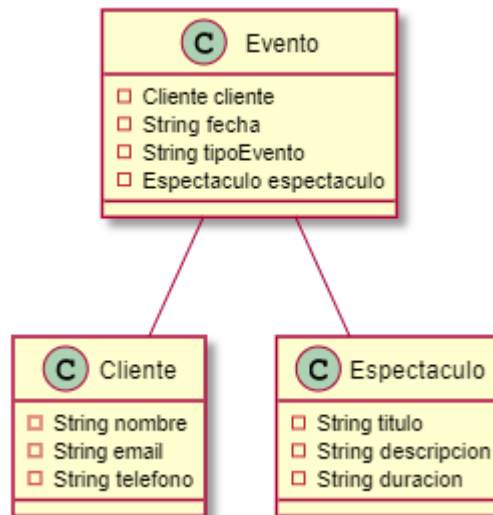 C Evento
Cliente cliente
String fecha
String tipoEvento
Espectaculo espectaculo
C Cliente
String nombre
String email
String telefono
C Espectaculo
String titulo
String descripcion
String duracion